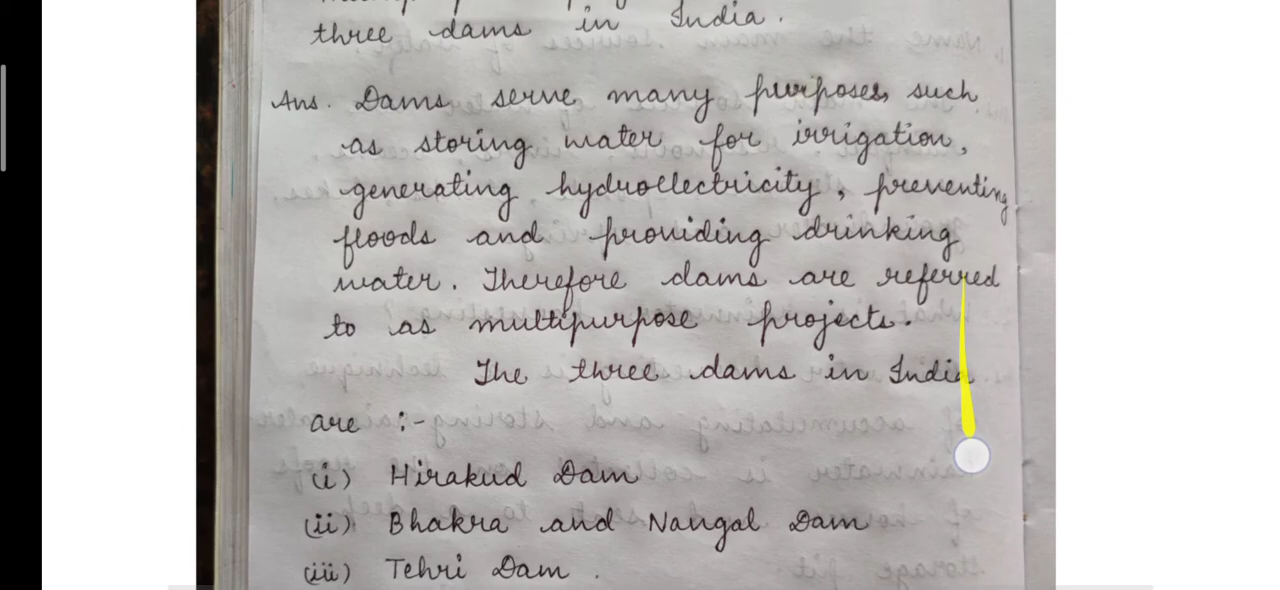 three dams in India.
Ans. Dams serve many purposes, such
as storing water for irrigation,
generating hydroelectricity, preventing
floods and providing drinking
water. Therefore dams are referred
to as multipurpose projects.
The three dams in India
are :-
(i) Hirakud Dam
(ii) Bhakra and Nangal Dam
(iii) Tehri Dam.